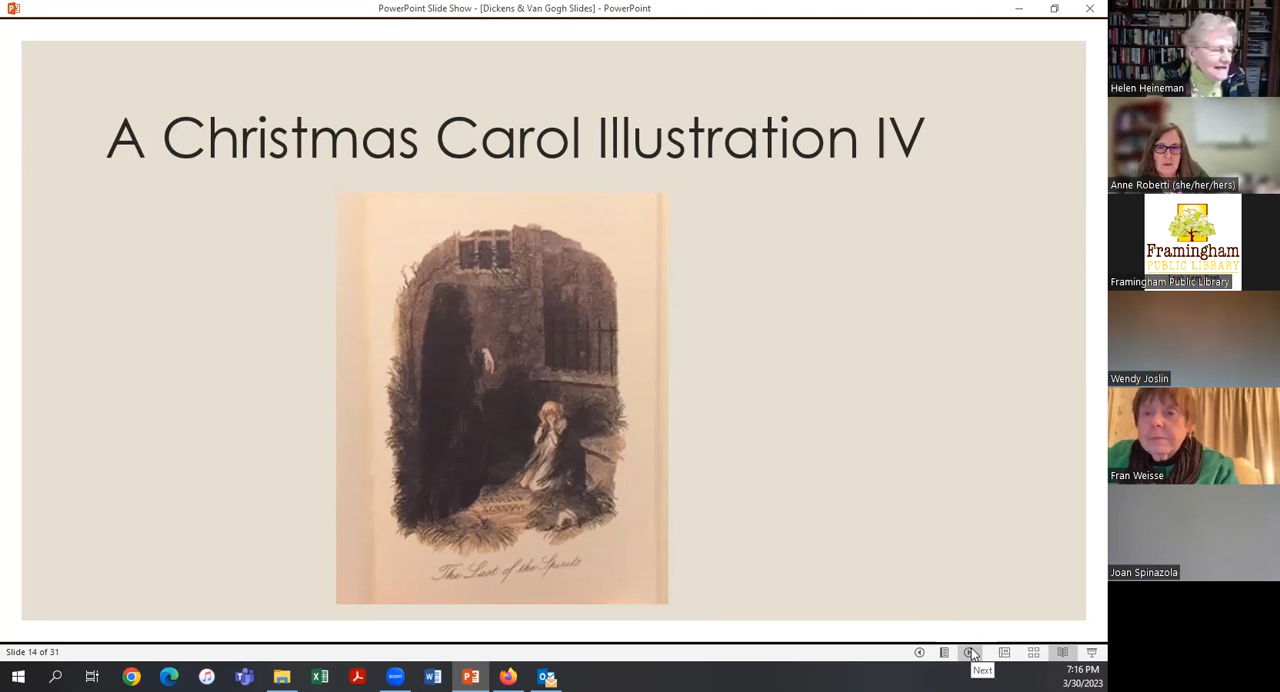 PowerPoint Slide Show - [Dickens & Van Gogh Slides] - PowerPoint
A Christmas Carol Illustration IV
SCROOGE
The Last of the Spirits
Helen Heineman
Anne Roberti (she/her/hers)
Framingham
PUBLIC LIBRARY
Framingham Public Library
Wendy Joslin
Fran Weisse
Joan Spinazola
Slide 14 of 31
Next
7:16 PM
3/30/2023